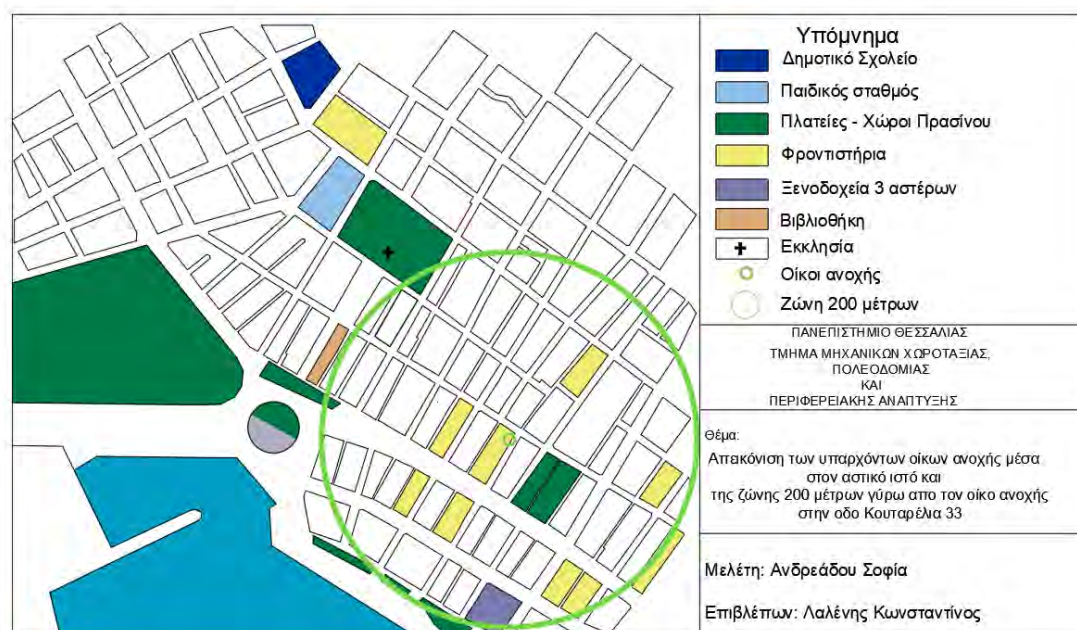 Υπόμνημα
Δημοτικό Σχολείο
Παιδικός σταθμός
Πλατείες - Χώροι Πρασίνου
Φροντιστήρια
Ξενοδοχεία 3 αστέρων
Βιβλιοθήκη
Εκκλησία
Οίκοι ανοχής
Ζώνη 200 μέτρων
ΠΑΝΕΠΙΣΤΗΜΙΟ ΘΕΣΣΑΛΙΑΣ
ΤΜΗΜΑ ΜΗΧΑΝΙΚΩΝ ΧΩΡΟΤΑΞΙΑΣ,
ΠΟΛΕΟΔΟΜΙΑΣ
ΚΑΙ
ΠΕΡΙΦΕΡΕΙΑΚΗΣ ΑΝΑΠΤΥΞΗΣ
Θέμα:
Απεικόνιση των υπαρχόντων οίκων ανοχής μέσα
στον αστικό ιστό και
της ζώνης 200 μέτρων γύρω απο τον οίκο ανοχής
στην οδο Κουταρέλια 33
Μελέτη: Ανδρεάδου Σοφία
Επιβλέπων: Λαλένης Κωνσταντίνος